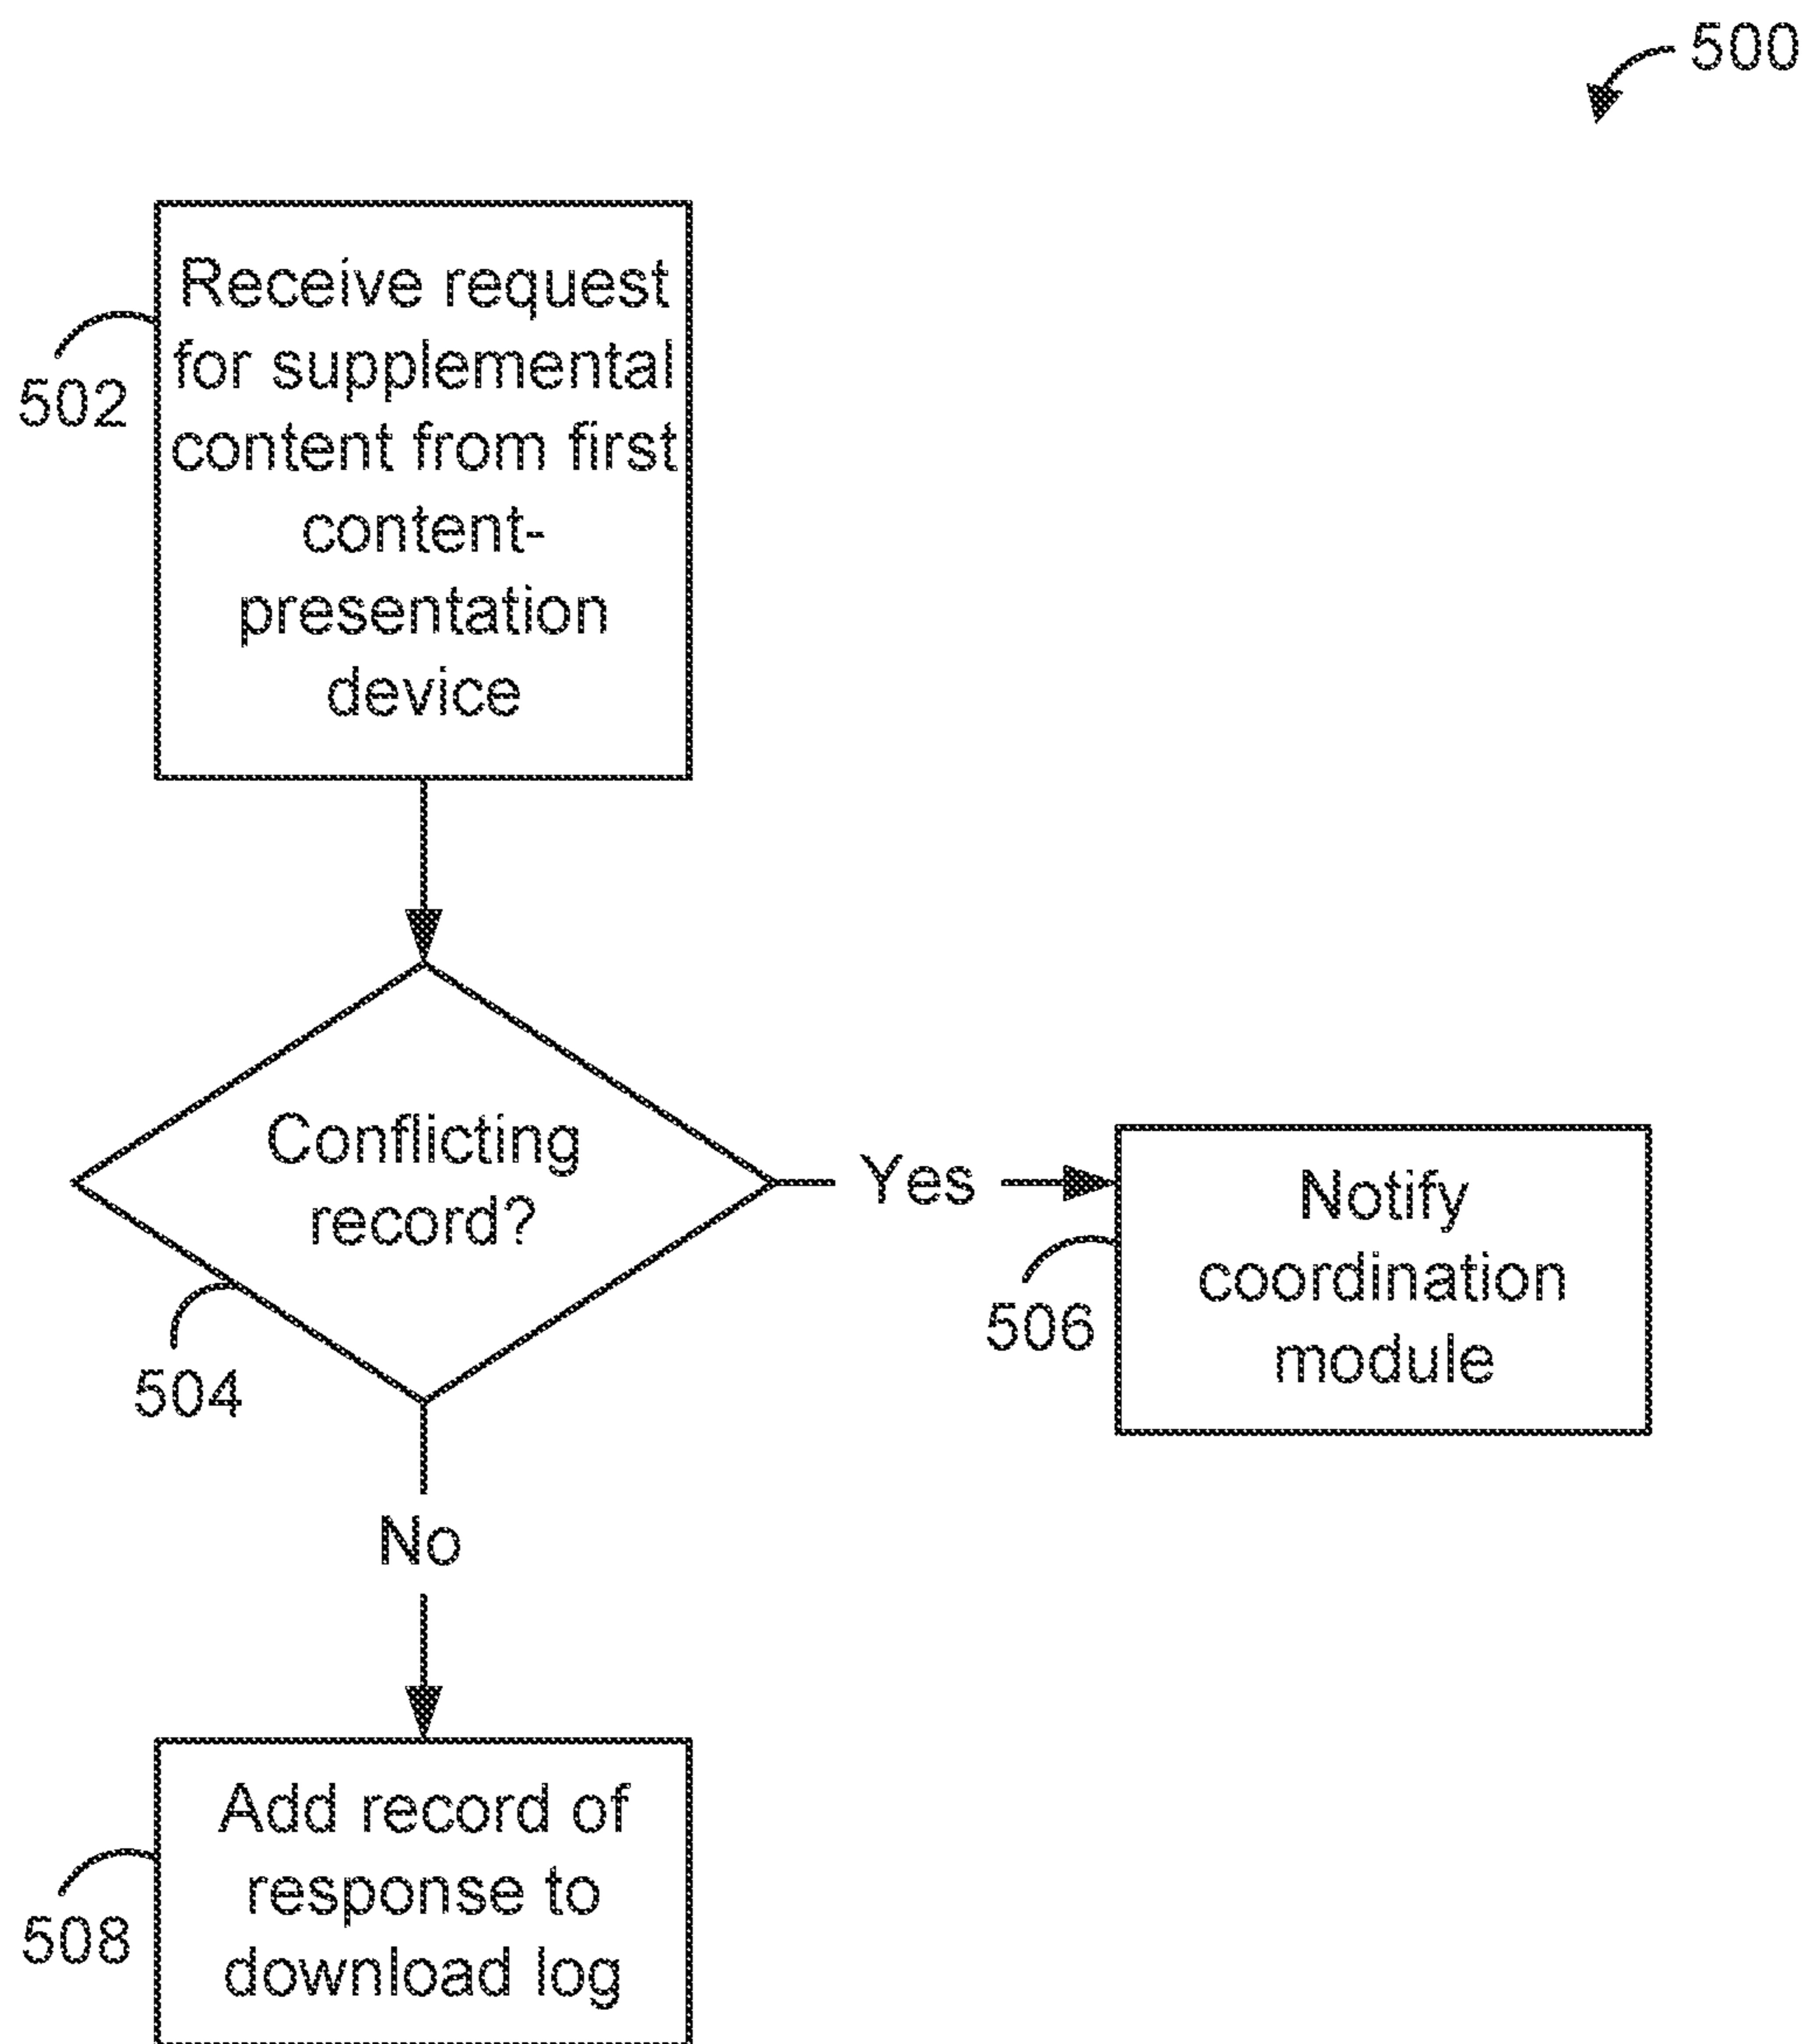 500
Receive request
for supplemental
content from first
content-
presentation
device
502
Conflicting
record?
504
Yes
Notify
coordination
module
506
No
Add record of
response to
download log
508